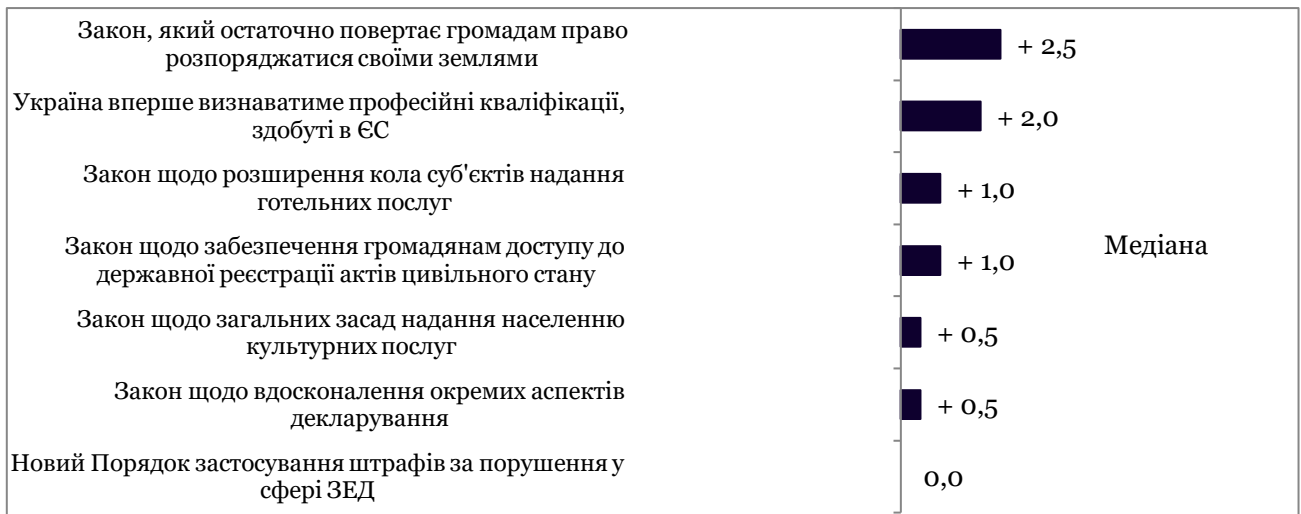 Закон, який остаточно повертає громадам право
розпоряджатися своїми землями
+ 2,5
Україна вперше визнаватиме професійні кваліфікації,
здобуті в ЄС
+ 2,0
Закон щодо розширення кола суб'єктів надання
готельних послуг
+ 1,0
Закон щодо забезпечення громадянам доступу до
державної реєстрації актів цивільного стану
+ 1,0
Медіана
Закон щодо загальних засад надання населенню
культурних послуг
+ 0,5
Закон щодо вдосконалення окремих аспектів
декларування
+ 0,5
Новий Порядок застосування штрафів за порушення у
сфері ЗЕД
0,0